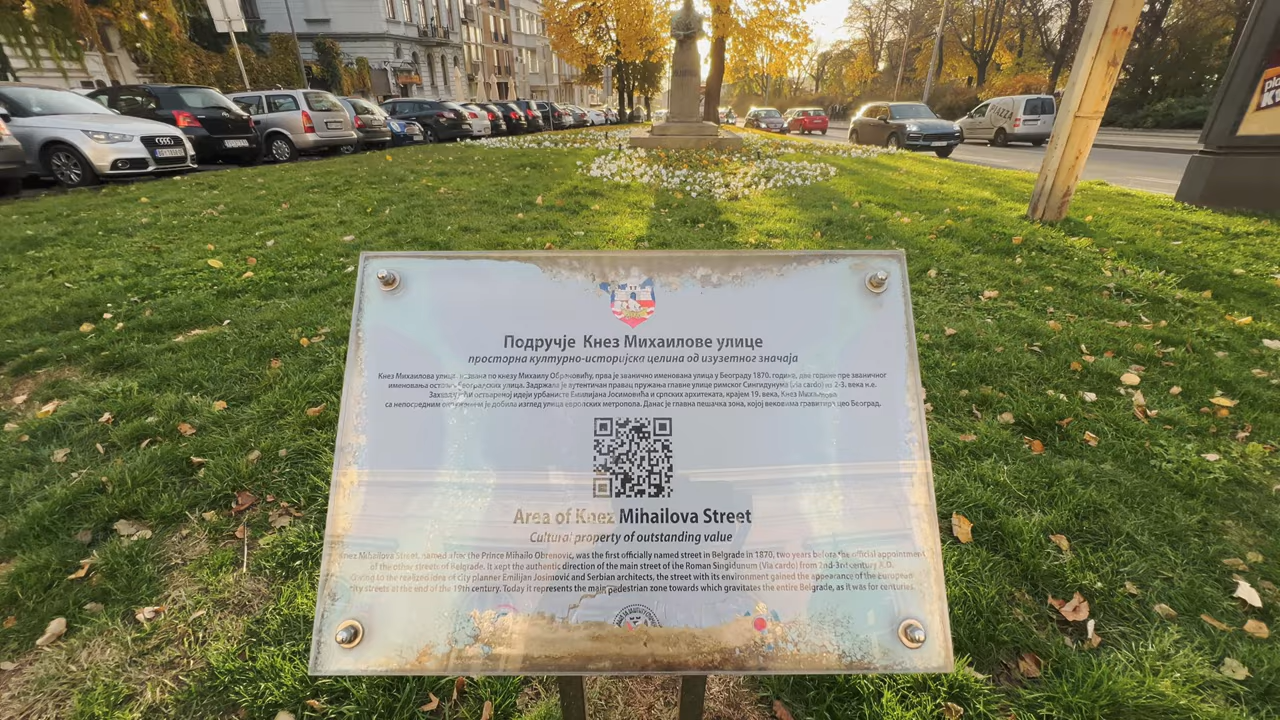 Подручје Кнез Михаилове улице
просторна културно-историјска целина од изузетног значаја
Кнез Михаилова улица, названа по кнезу Михаилу Обреновићу, прва је званично именована улица у Београду 1870. године, две године пре званичног
именовања осталих београдских улица. Задржала је аутентичан правац пружања главне улице римског Сингидунума (via cardo) из 2-3. века н.е.
Захваљујући оствареној идеји урбанисте Емилијана Јосимовића и српских архитеката, крајем 19. века, Кнез Михаилова
са непосредним окружењем је добила изглед улица европских метропола. Данас је главна пешачка зона, којој вековима гравитира цео Београд.
Area of Knez Mihailova Street
Cultural property of outstanding value
Knez Mihailova Street, named after the Prince Mihailo Obrenovic, was the first officially named street in Belgrade in 1870, two years before the official appointment
of the other streets of Belgrade. It kept the authentic direction of the main street of the Roman Singidunum (Via cardo) from 2nd-3rd century A.D.
Owing to the realized idea of city planner Emilijan Josimović and Serbian architects, the street with its environment gained the appearance of the European
city streets at the end of the 19th century. Today it represents the main pedestrian zone towards which gravitates the entire Belgrade, as it was for centuries.